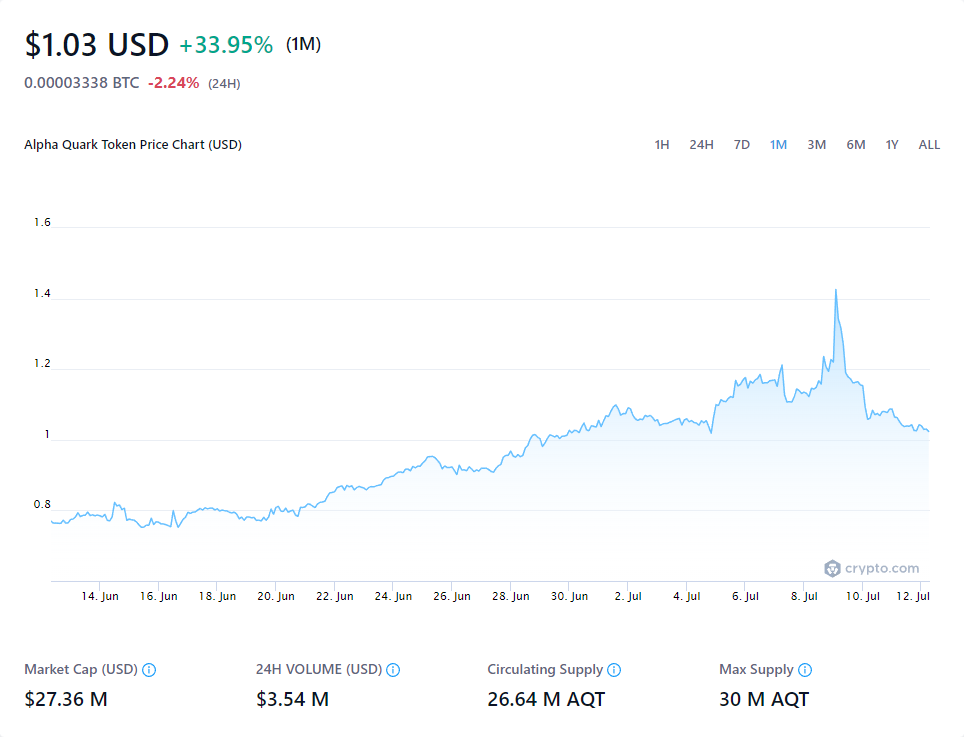 $1.03 USD +33.95% (1M)
0.00003338 BTC -2.24% (24H)
Alpha Quark Token Price Chart (USD) 1H 24H 7D 1M 3M 6M 1Y ALL
1.6
1.4
1.2
1
0.8
crypto.com
14. Jun 16. Jun 18. Jun 20. Jun 22. Jun 24. Jun 26. Jun 28. Jun 30. Jun 2. Jul 4. Jul 6. Jul 8. Jul 10. Jul 12. Jul
Market Cap (USD) 24H VOLUME (USD) Circulating Supply Max Supply
$27.36 M $3.54 M 26.64 M AQT 30 M AQT